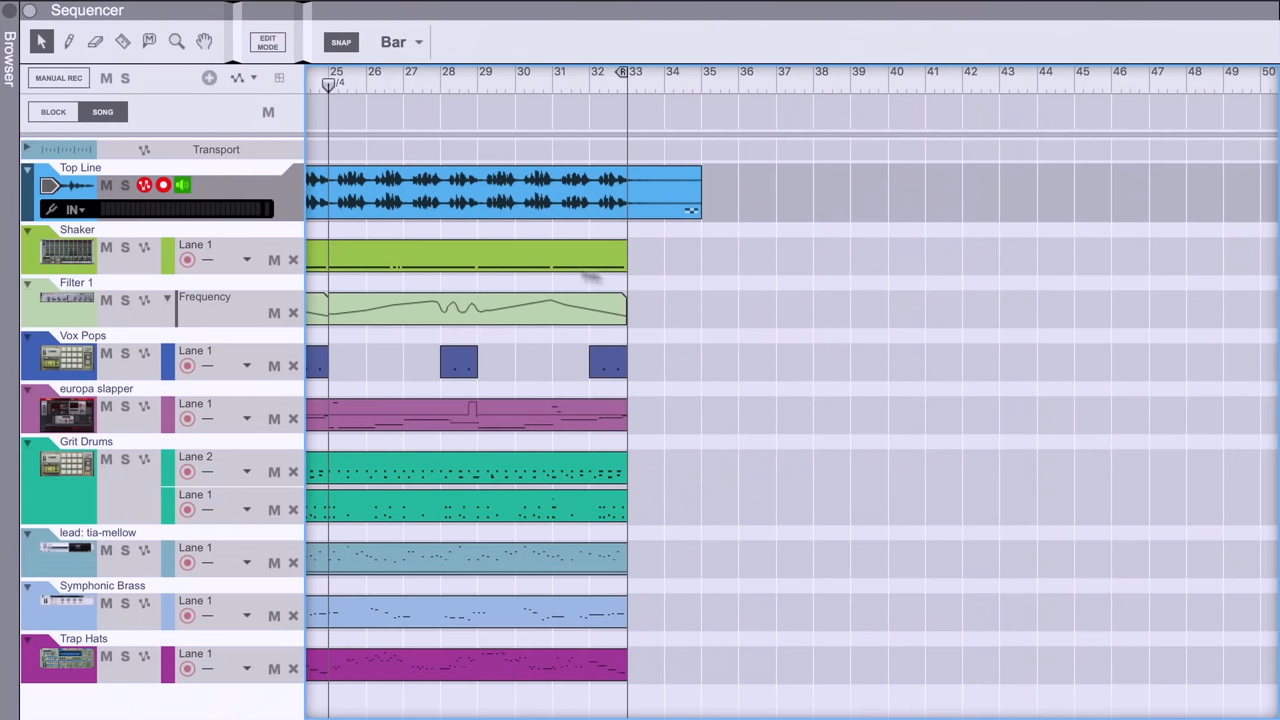 Sequencer
Browser
EDIT MODE
SNAP
Bar
MANUAL REC
M S
25 26 27 28 29 30 31 32 R 33 34 35 36 37 38 39 40 41 42 43 44 45 46 47 48 49 50
/4
BLOCK SONG
M
Transport
Top Line
M S
IN
Shaker
M S Lane 1
M
Filter 1
Frequency
M
Vox Pops
M S Lane 1
M
europa slapper
M S Lane 1
M
Grit Drums
M S Lane 2
M
Lane 1
M
lead: tia-mellow
M S Lane 1
M
Symphonic Brass
M S Lane 1
M
Trap Hats
M S Lane 1
M